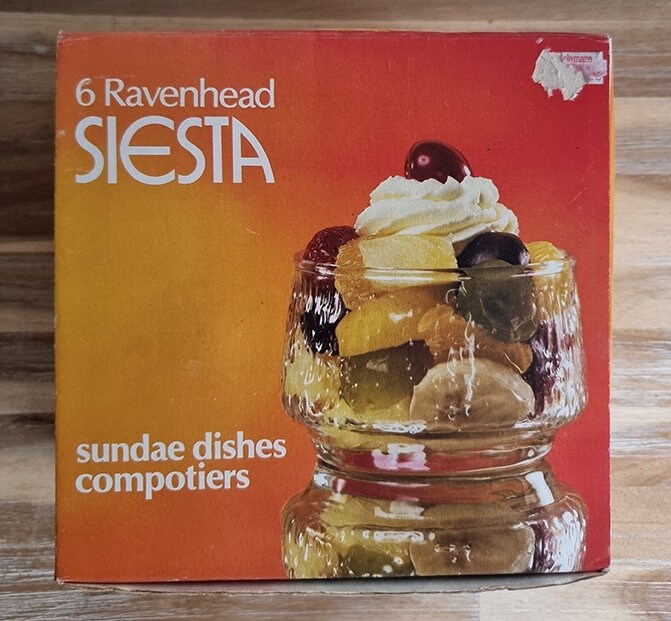 6 Ravenhead
SIESTA
sundae dishes
compotiers